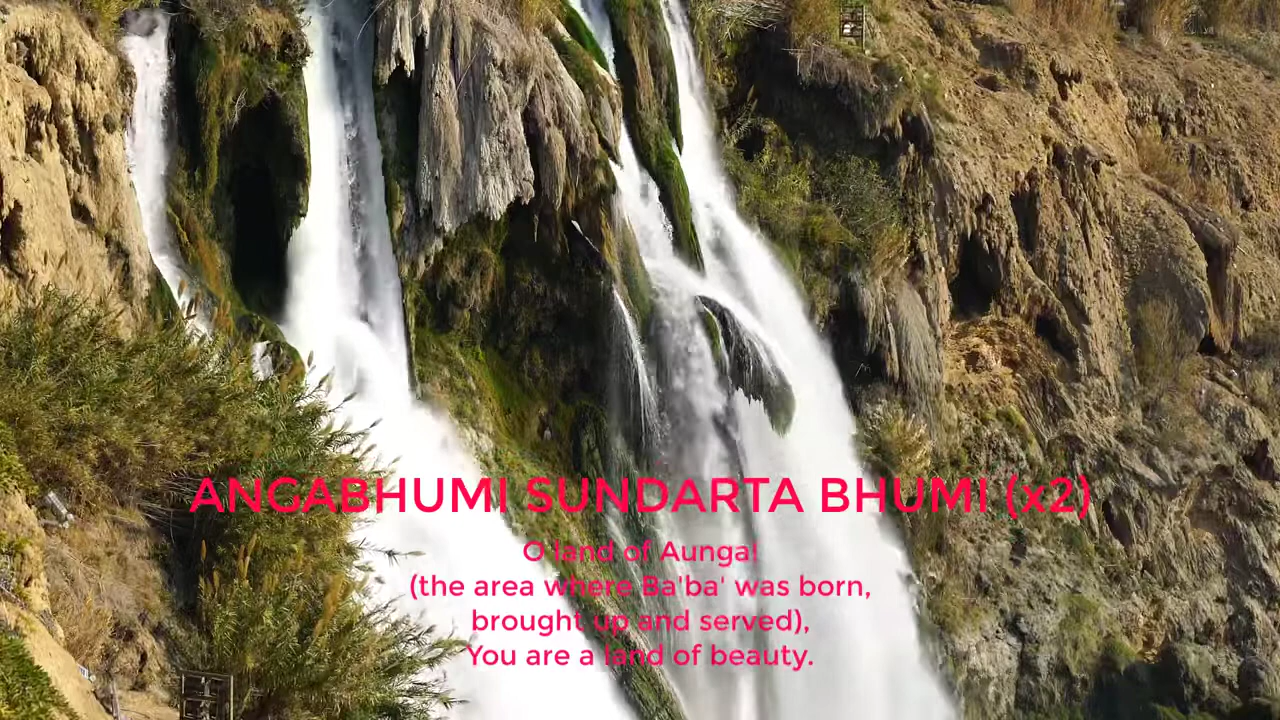 ANGABHUMI SUNDARTA BHUMI (x2)
O land of Aunga!
(the area where Ba'ba' was born,
brought up and served),
You are a land of beauty.